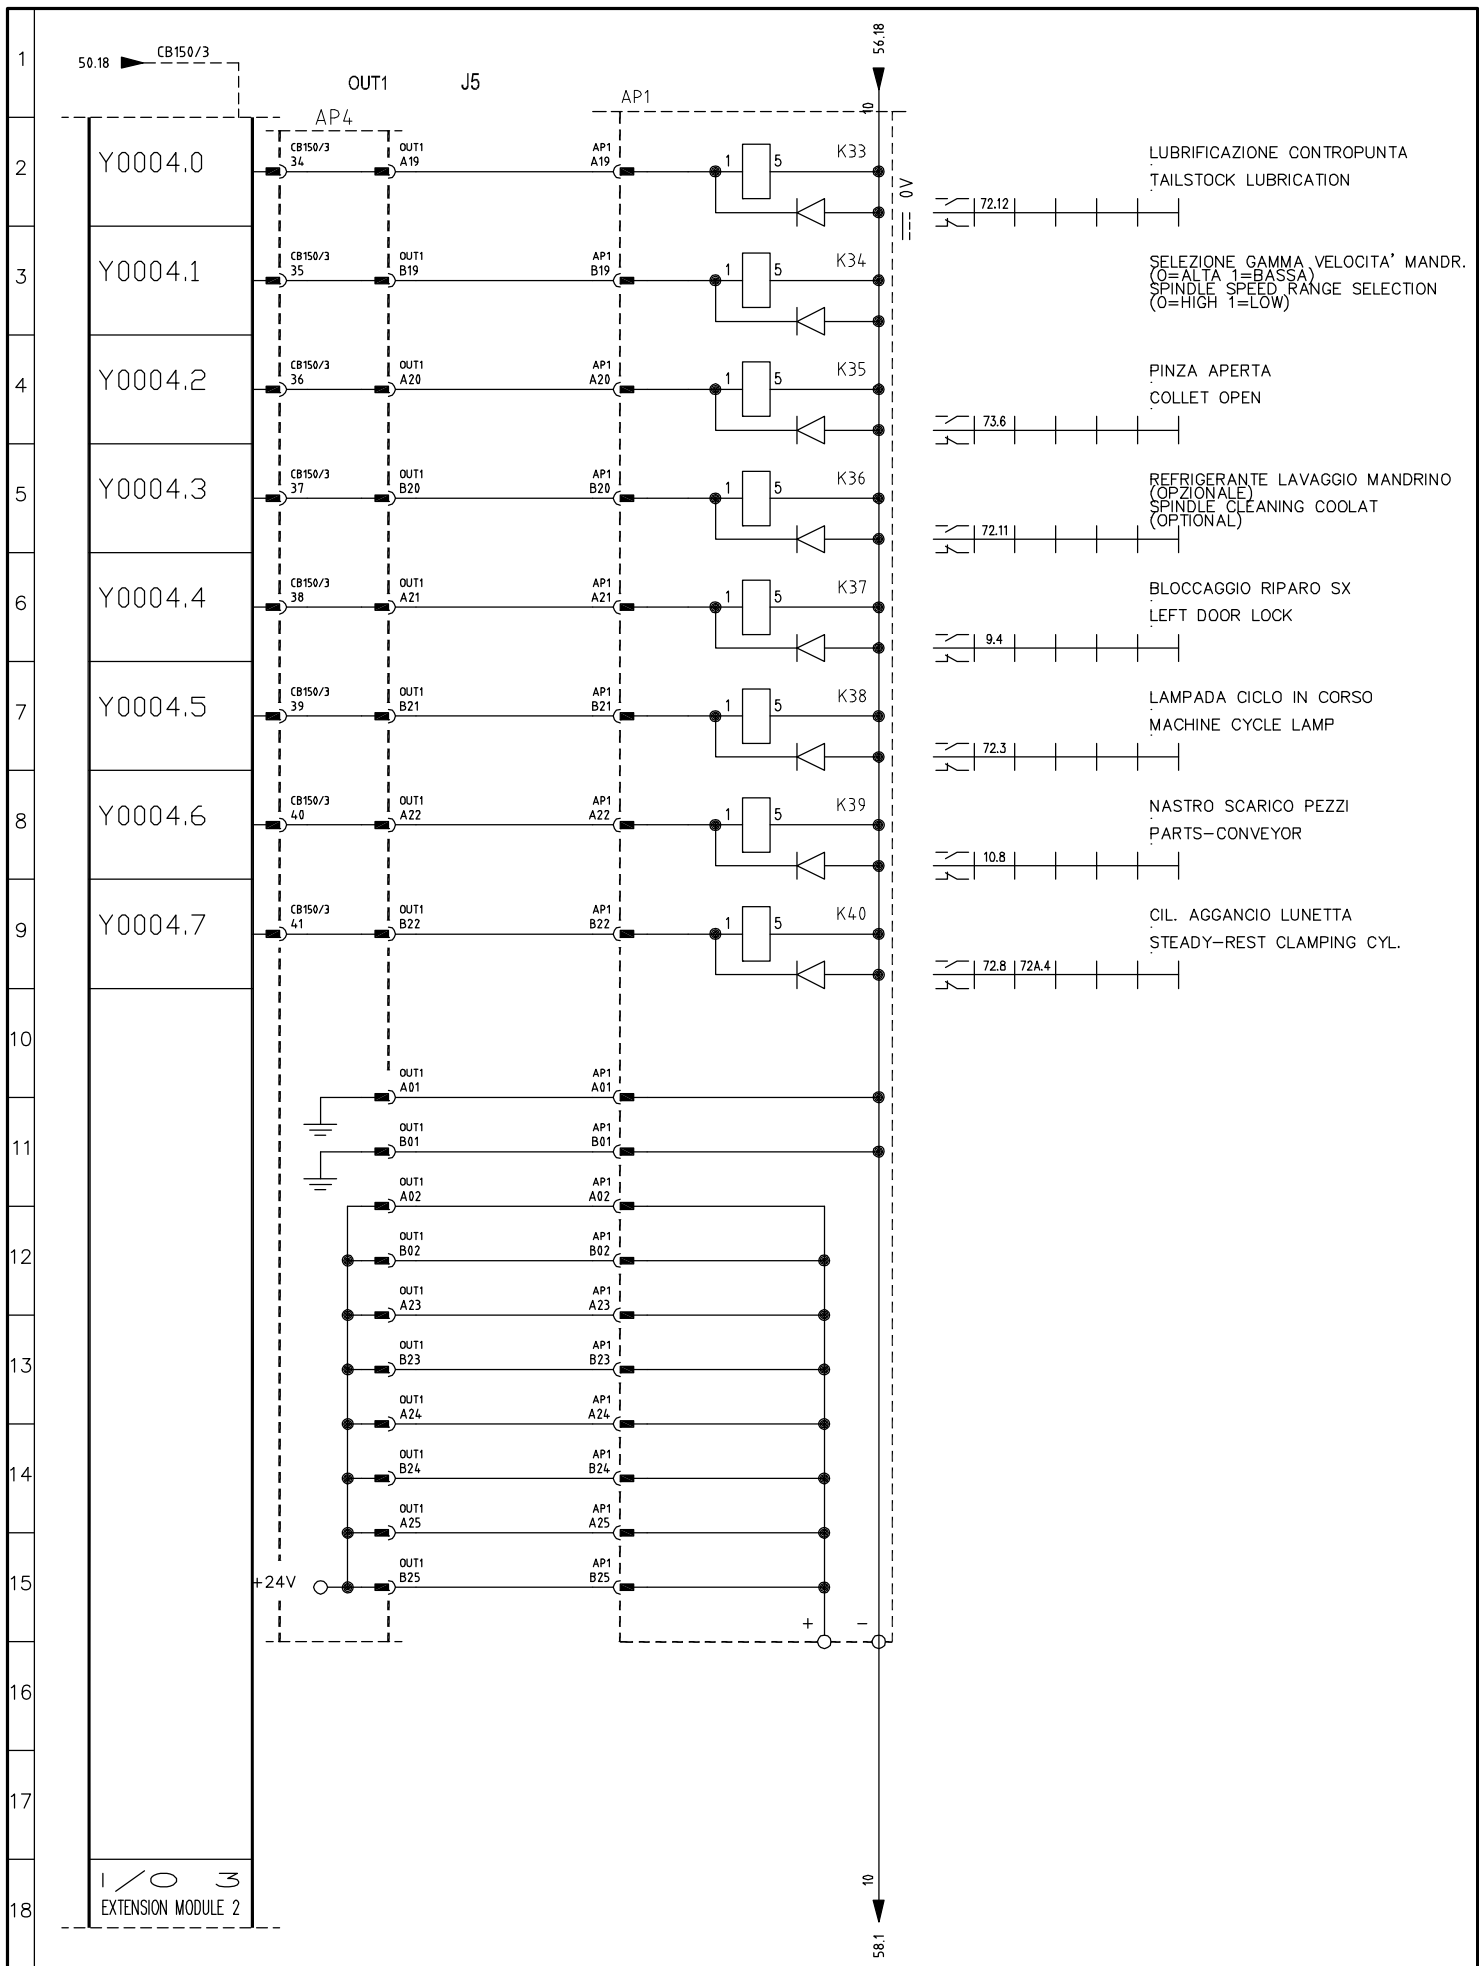 1
50.18
CB150/3
56.18
OUT1
J5
AP4
AP1
10
2
Y0004.0
CB150/3
34
OUT1
A19
AP1
A19
1
5
K33
0V
72.12
LUBRIFICAZIONE CONTROPUNTA
.
TAILSTOCK LUBRICATION
.
3
Y0004.1
CB150/3
35
OUT1
B19
AP1
B19
1
5
K34
SELEZIONE GAMMA VELOCITA' MANDR.
(0=ALTA 1=BASSA)
SPINDLE SPEED RANGE SELECTION
(0=HIGH 1=LOW)
4
Y0004.2
CB150/3
36
OUT1
A20
AP1
A20
1
5
K35
73.6
PINZA APERTA
.
COLLET OPEN
.
5
Y0004.3
CB150/3
37
OUT1
B20
AP1
B20
1
5
K36
72.11
REFRIGERANTE LAVAGGIO MANDRINO
(OPZIONALE)
SPINDLE CLEANING COOLAT
(OPTIONAL)
6
Y0004.4
CB150/3
38
OUT1
A21
AP1
A21
1
5
K37
9.4
BLOCCAGGIO RIPARO SX
.
LEFT DOOR LOCK
.
7
Y0004.5
CB150/3
39
OUT1
B21
AP1
B21
1
5
K38
72.3
LAMPADA CICLO IN CORSO
.
MACHINE CYCLE LAMP
.
8
Y0004.6
CB150/3
40
OUT1
A22
AP1
A22
1
5
K39
10.8
NASTRO SCARICO PEZZI
.
PARTS-CONVEYOR
.
9
Y0004.7
CB150/3
41
OUT1
B22
AP1
B22
1
5
K40
72.8 72A.4
CIL. AGGANCIO LUNETTA
.
STEADY-REST CLAMPING CYL.
.
10
OUT1
A01
AP1
A01
11
OUT1
B01
AP1
B01
OUT1
A02
AP1
A02
12
OUT1
B02
AP1
B02
OUT1
A23
AP1
A23
13
OUT1
B23
AP1
B23
OUT1
A24
AP1
A24
14
OUT1
B24
AP1
B24
OUT1
A25
AP1
A25
15
+24V
OUT1
B25
AP1
B25
+ -
16
17
18
I/O 3
EXTENSION MODULE 2
10
58.1